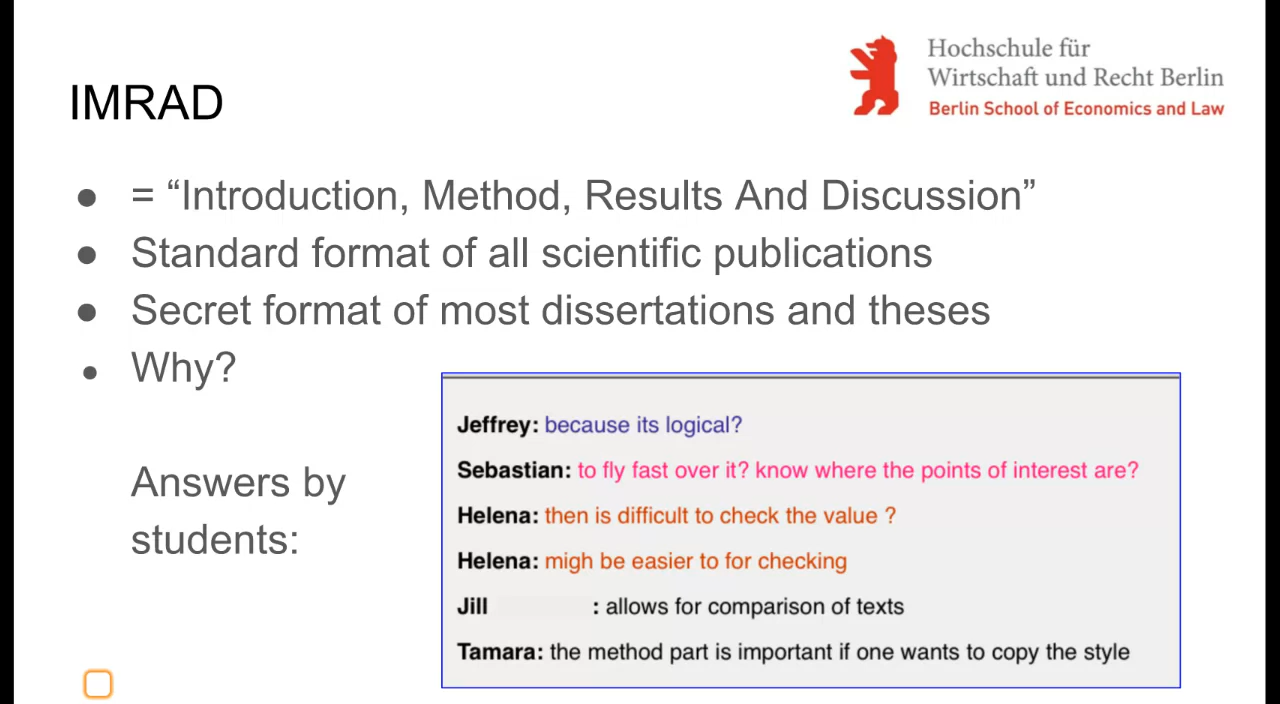 Hochschule für
Wirtschaft und Recht Berlin
Berlin School of Economics and Law
IMRAD
● = “Introduction, Method, Results And Discussion”
● Standard format of all scientific publications
● Secret format of most dissertations and theses
● Why?
Answers by
students:
Jeffrey: because its logical?
Sebastian: to fly fast over it? know where the points of interest are?
Helena: then is difficult to check the value ?
Helena: migh be easier to for checking
Jill : allows for comparison of texts
Tamara: the method part is important if one wants to copy the style